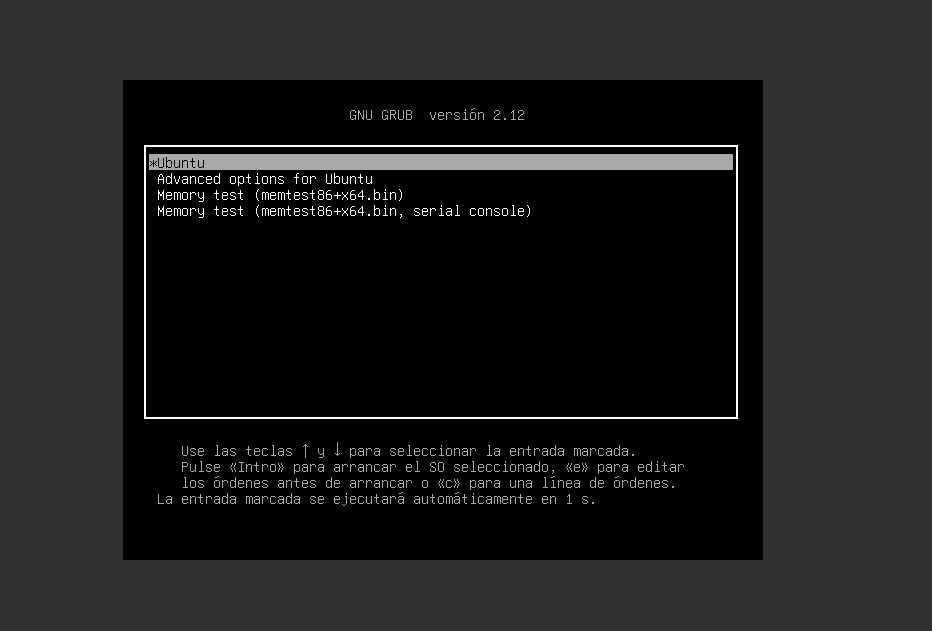 GNU GRUB  versión 2.12
*Ubuntu
Advanced options for Ubuntu
Memory test (memtest86+x64.bin)
Memory test (memtest86+x64.bin, serial console)
Use las teclas ↑ y ↓ para seleccionar la entrada marcada.
Pulse «Intro» para arrancar el SO seleccionado, «e» para editar
los órdenes antes de arrancar o «c» para una línea de órdenes.
La entrada marcada se ejecutará automáticamente en 1 s.